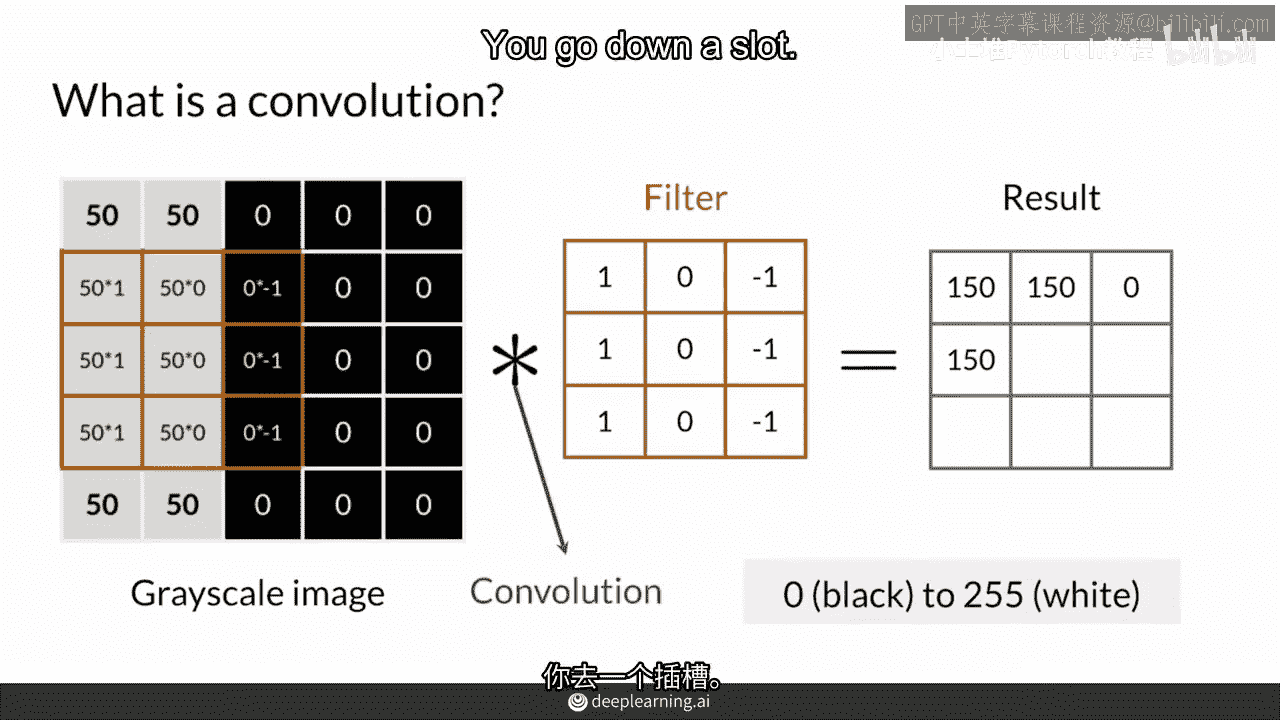 GPT中英字幕课程资源@bilibili.com
You go down a slot.
小土堆Pytorch教程 bilibili
What is a convolution?
Filter
Result
50 50 0 0 0
50*1 50*0 0*-1 0 0
50*1 50*0 0*-1 0 0
50*1 50*0 0*-1 0 0
50 50 0 0 0
*
1 0 -1
1 0 -1
1 0 -1
=
150 150 0
150
Grayscale image
Convolution
0 (black) to 255 (white)
你去一个插槽。
deeplearning.ai